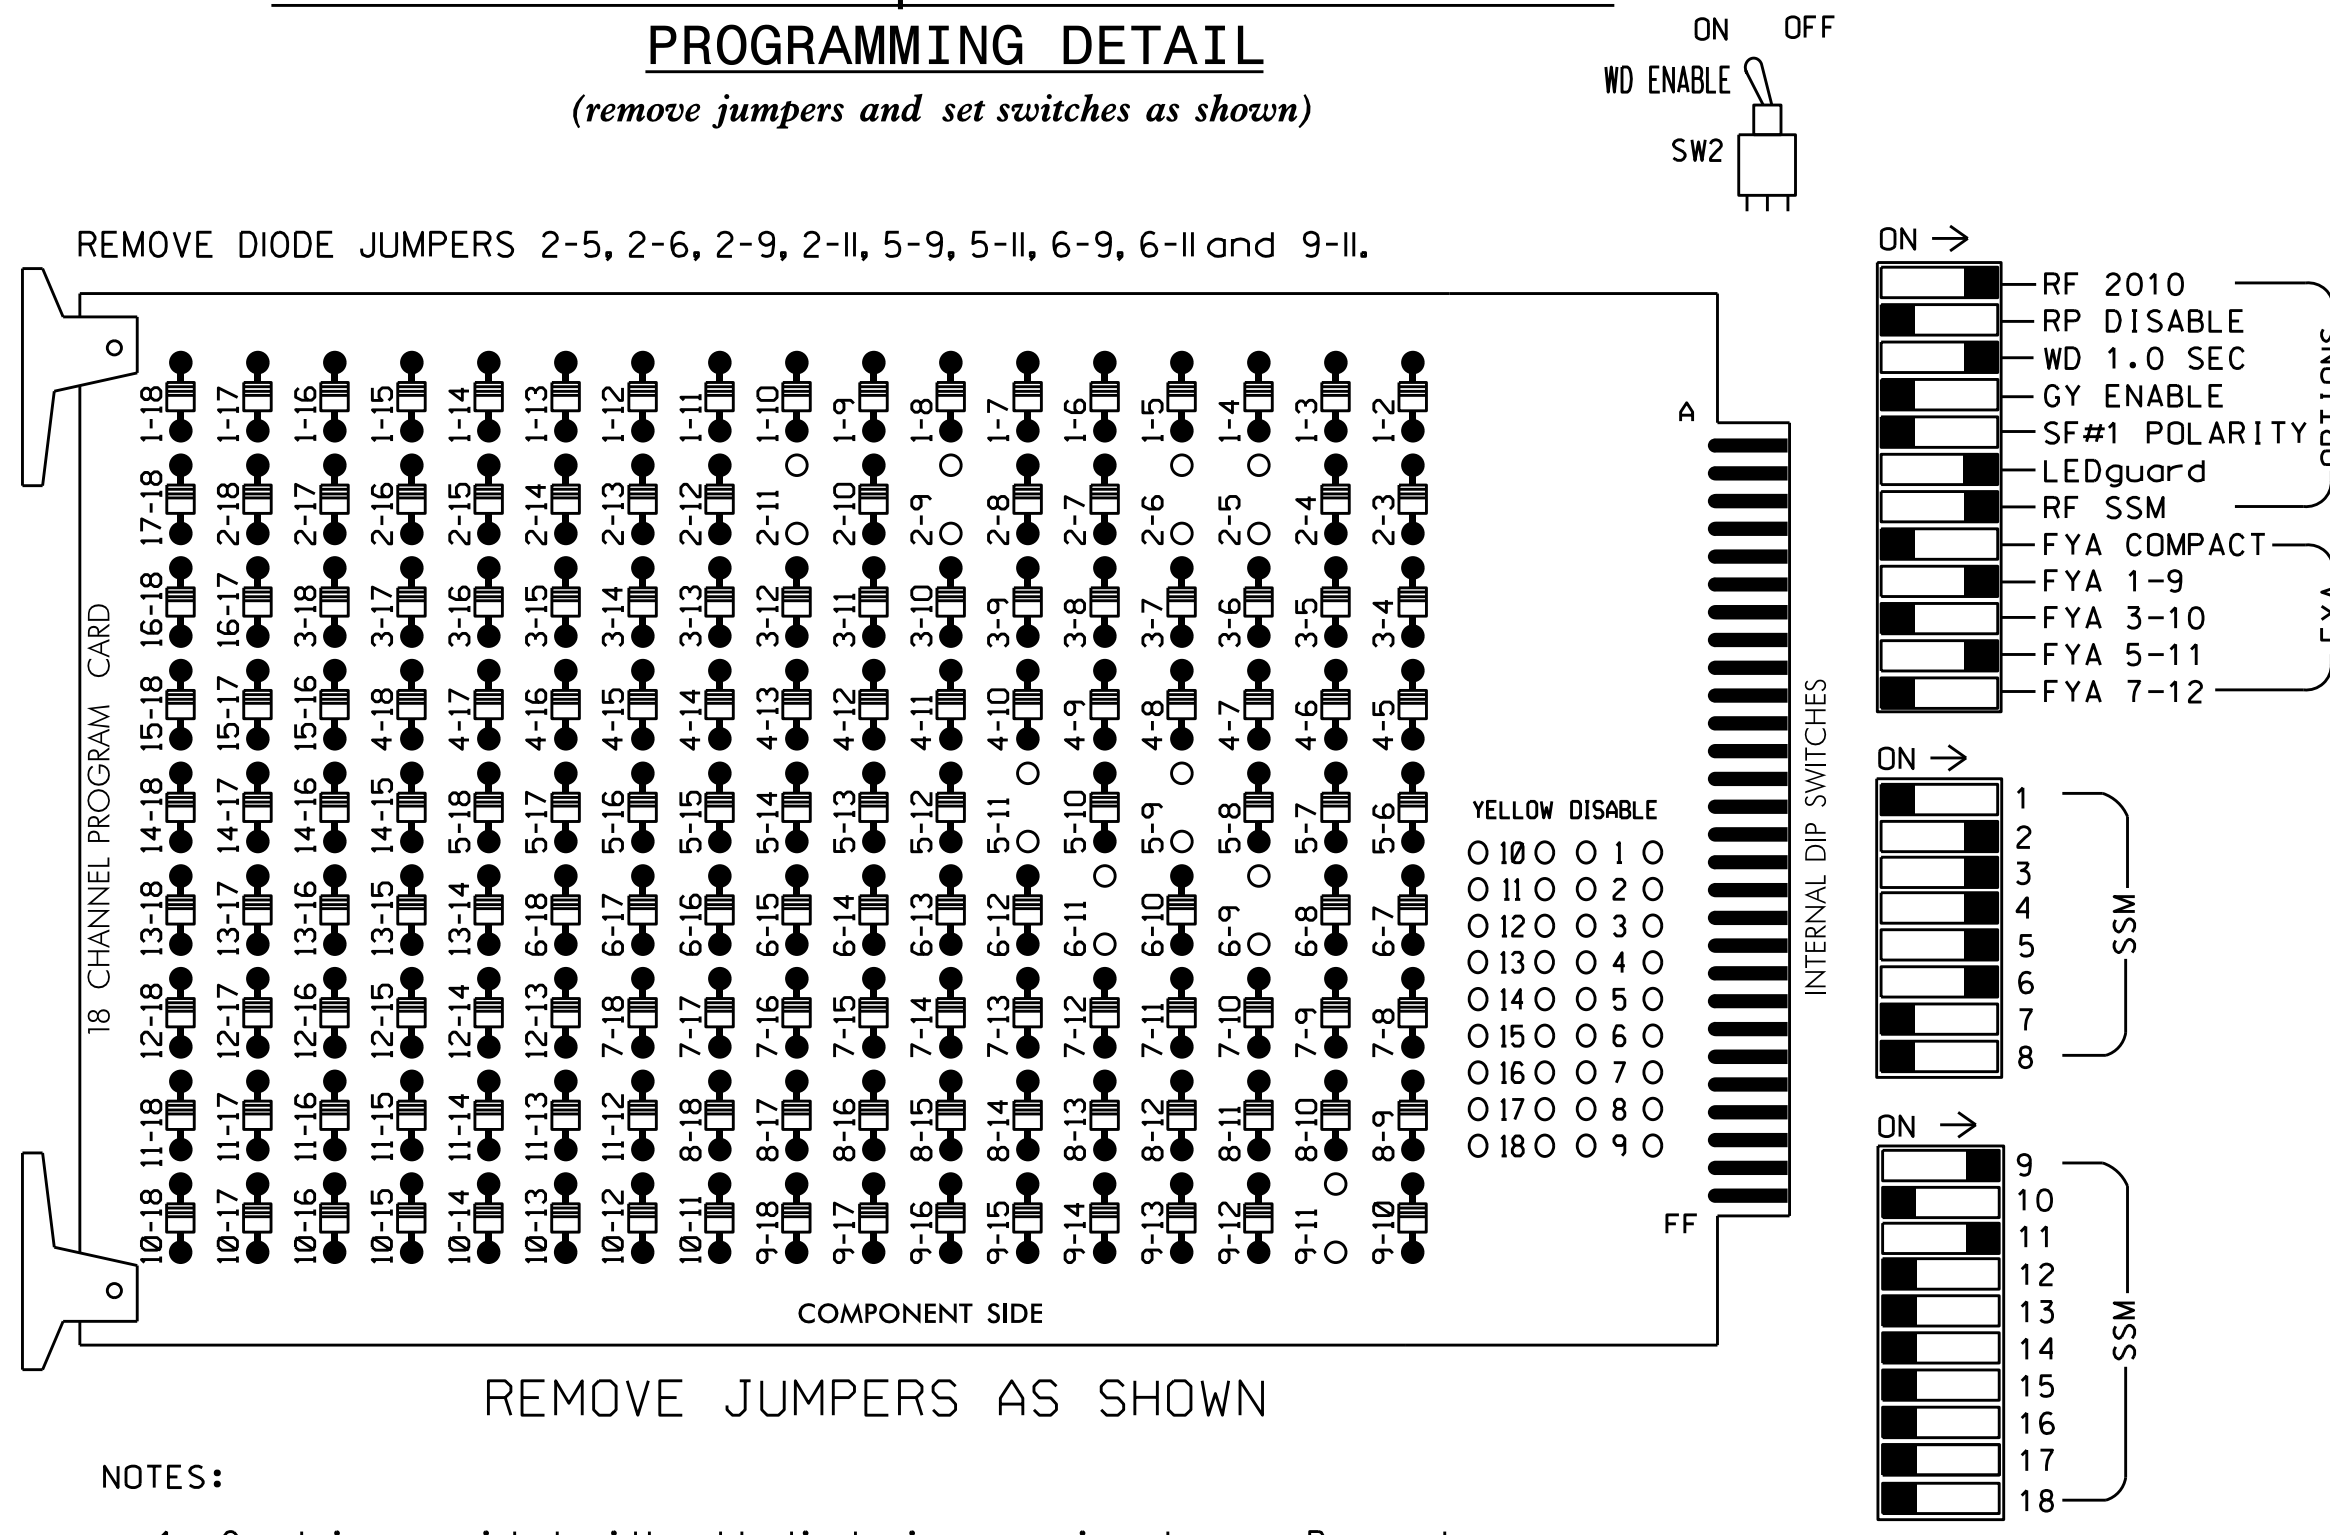 PROGRAMMING DETAIL
(remove jumpers and set switches as shown)
ON OFF
WD ENABLE
SW2
REMOVE DIODE JUMPERS 2-5, 2-6, 2-9, 2-11, 5-9, 5-11, 6-9, 6-11 and 9-11.
18 CHANNEL PROGRAM CARD
1-18 1-17 1-16 1-15 1-14 1-13 1-12 1-11 1-10 1-9 1-8 1-7 1-6 1-5 1-4 1-3 1-2
17-18 2-18 2-17 2-16 2-15 2-14 2-13 2-12 2-11 2-10 2-9 2-8 2-7 2-6 2-5 2-4 2-3
16-18 16-17 3-18 3-17 3-16 3-15 3-14 3-13 3-12 3-11 3-10 3-9 3-8 3-7 3-6 3-5 3-4
15-18 15-17 15-16 4-18 4-17 4-16 4-15 4-14 4-13 4-12 4-11 4-10 4-9 4-8 4-7 4-6 4-5
14-18 14-17 14-16 14-15 5-18 5-17 5-16 5-15 5-14 5-13 5-12 5-11 5-10 5-9 5-8 5-7 5-6
13-18 13-17 13-16 13-15 13-14 6-18 6-17 6-16 6-15 6-14 6-13 6-12 6-11 6-10 6-9 6-8 6-7
12-18 12-17 12-16 12-15 12-14 12-13 7-18 7-17 7-16 7-15 7-14 7-13 7-12 7-11 7-10 7-9 7-8
11-18 11-17 11-16 11-15 11-14 11-13 11-12 8-18 8-17 8-16 8-15 8-14 8-13 8-12 8-11 8-10 8-9
10-18 10-17 10-16 10-15 10-14 10-13 10-12 10-11 9-18 9-17 9-16 9-15 9-14 9-13 9-12 9-11 9-10
A
YELLOW DISABLE
10 1
11 2
12 3
13 4
14 5
15 6
16 7
17 8
18 9
FF
COMPONENT SIDE
INTERNAL DIP SWITCHES
ON
RF 2010
RP DISABLE
WD 1.0 SEC
GY ENABLE
SF#1 POLARITY
LEDguard
RF SSM
FYA COMPACT
FYA 1-9
FYA 3-10
FYA 5-11
FYA 7-12
ON
1
2
3
4
5
6
7
8
SSM
ON
9
10
11
12
13
14
15
16
17
18
SSM
REMOVE JUMPERS AS SHOWN
NOTES: